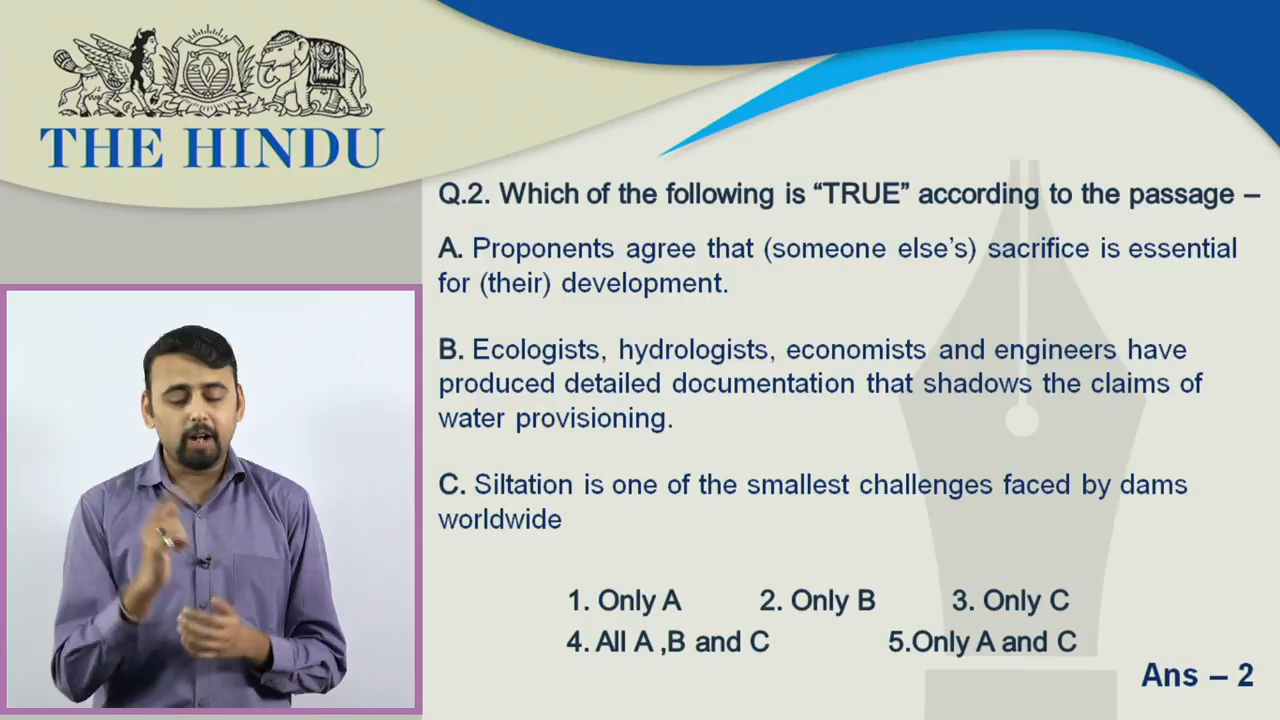 THE HINDU
Q.2. Which of the following is “TRUE” according to the passage –
A. Proponents agree that (someone else’s) sacrifice is essential
for (their) development.
B. Ecologists, hydrologists, economists and engineers have
produced detailed documentation that shadows the claims of
water provisioning.
C. Siltation is one of the smallest challenges faced by dams
worldwide
1. Only A 2. Only B 3. Only C
4. All A ,B and C 5.Only A and C
Ans – 2